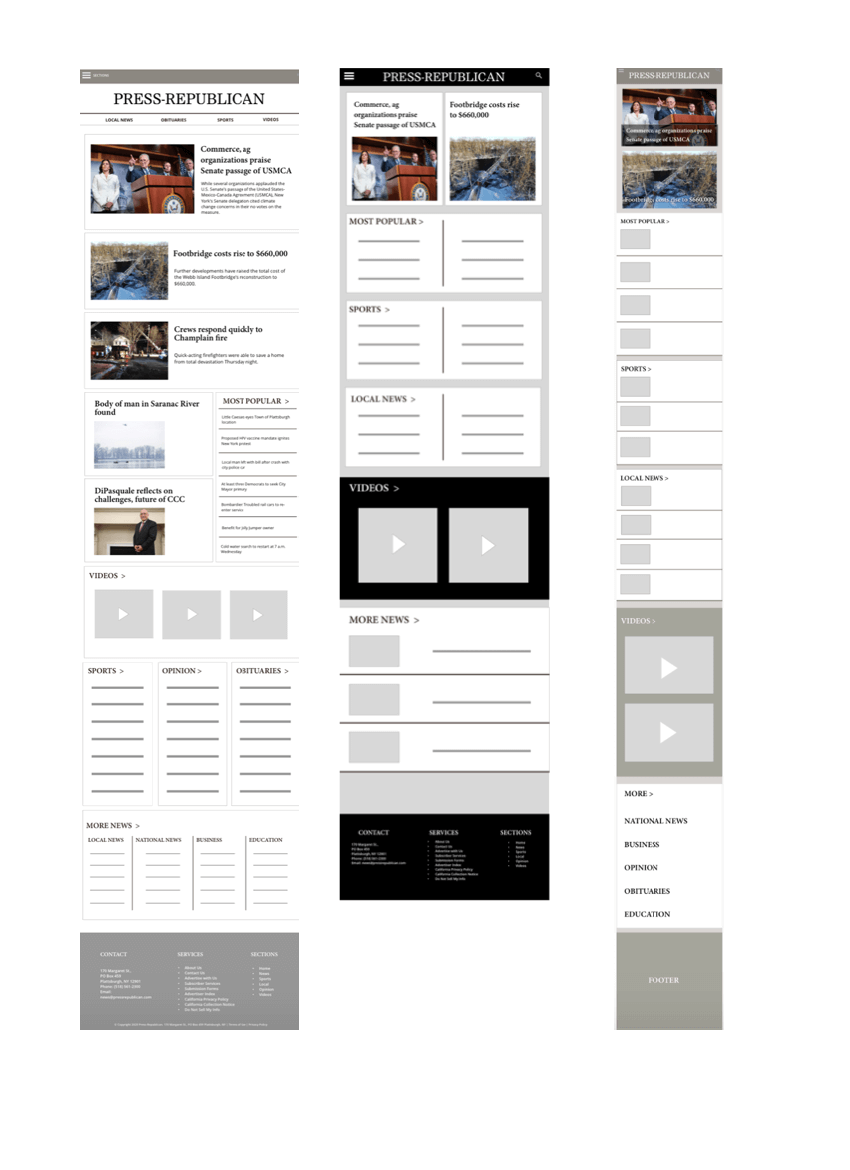 SECTIONS
PRESS-REPUBLICAN
LOCAL NEWS
OBITUARIES
SPORTS
VIDEOS
Commerce, ag
organizations praise
Senate passage of USMCA
While several organizations applauded the
U.S. Senate's passage of the United States-
Mexico-Canada Agreement (USMCA), New
York's Senate delegation cited climate
change concerns in their no votes on the
measure.
Footbridge costs rise to $660,000
Further developments have raised the total cost of
the Webb Island Footbridge's reconstruction to
$660,000.
Crews respond quickly to
Champlain fire
Quick-acting firefighters were able to save a home
from total devastation Thursday night.
Body of man in Saranac River
found
DiPasquale reflects on
challenges, future of CCC
MOST POPULAR >
Little Caesars eyes Town of Plattsburgh
location
Proposed HPV vaccine mandate ignites
New York protest
Local man left with bill after crash with
city police car
At least three Democrats to seek City
Mayor primary
Bombardier: Troubled rail cars to re-
enter service
Benefit for Jolly Jumper owner
Cold water search to restart at 7 a.m.
Wednesday
VIDEOS >
SPORTS >
OPINION >
OBITUARIES >
MORE NEWS >
LOCAL NEWS
NATIONAL NEWS
BUSINESS
EDUCATION
CONTACT
179 Margaret St.,
PO Box 459
Plattsburgh, NY 12901
Phone: (518) 561-2300
Email:
news@pressrepublican.com
SERVICES
• About Us
• Contact Us
• Advertise with Us
• Subscriber Services
• Submission Forms
• Advertiser Index
• California Privacy Policy
• California Collection Notice
• Do Not Sell My Info
SECTIONS
• Home
• News
• Sports
• Local
• Opinion
• Videos
PRESS-REPUBLICAN
Commerce, ag
organizations praise
Senate passage of USMCA
Footbridge costs rise
to $660,000
MOST POPULAR >
SPORTS >
LOCAL NEWS >
VIDEOS >
MORE NEWS >
CONTACT
179 Margaret St.,
PO Box 459
Plattsburgh, NY 12901
Phone: (518) 561-2300
Email: news@pressrepublican.com
SERVICES
• About Us
• Contact Us
• Advertise with Us
• Subscriber Services
• Submission Forms
• California Privacy Policy
• California Collection Notice
• Do Not Sell My Info
SECTIONS
• Home
• News
• Sports
• Local
• Opinion
• Videos
PRESS-REPUBLICAN
Commerce, ag organizations praise
Senate passage of USMCA
Footbridge costs rise to $660,000
MOST POPULAR >
SPORTS >
LOCAL NEWS >
VIDEOS >
MORE >
NATIONAL NEWS
BUSINESS
OPINION
OBITUARIES
EDUCATION
FOOTER